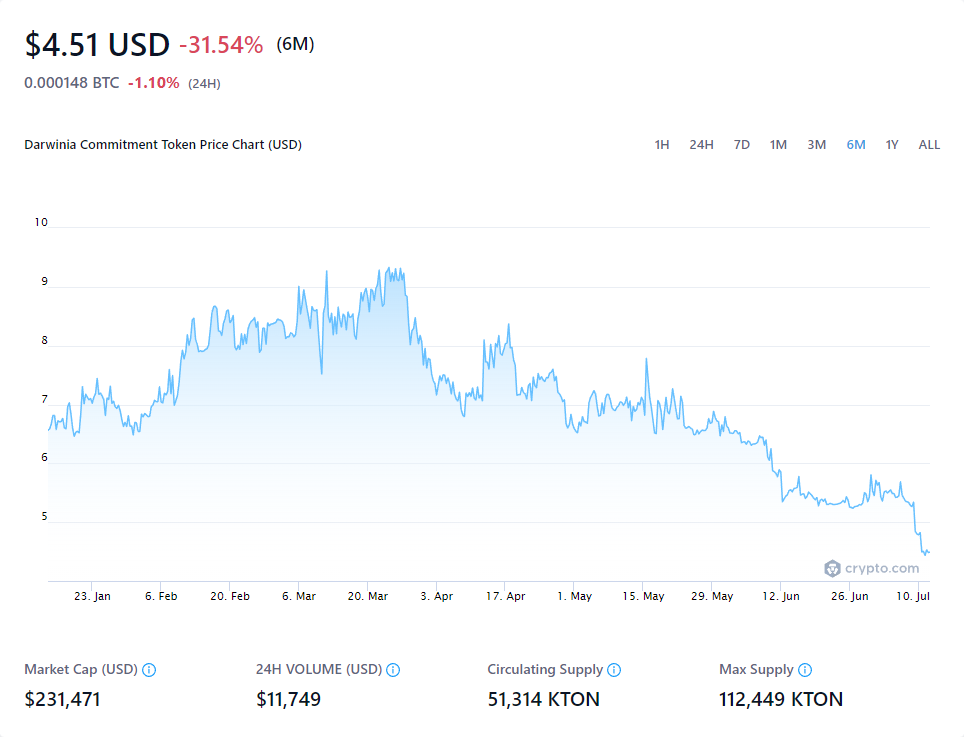 $4.51 USD -31.54% (6M)
0.000148 BTC -1.10% (24H)
Darwinia Commitment Token Price Chart (USD) 1H 24H 7D 1M 3M 6M 1Y ALL
10
9
8
7
6
5
crypto.com
23. Jan 6. Feb 20. Feb 6. Mar 20. Mar 3. Apr 17. Apr 1. May 15. May 29. May 12. Jun 26. Jun 10. Jul
Market Cap (USD) 24H VOLUME (USD) Circulating Supply Max Supply
$231,471 $11,749 51,314 KTON 112,449 KTON